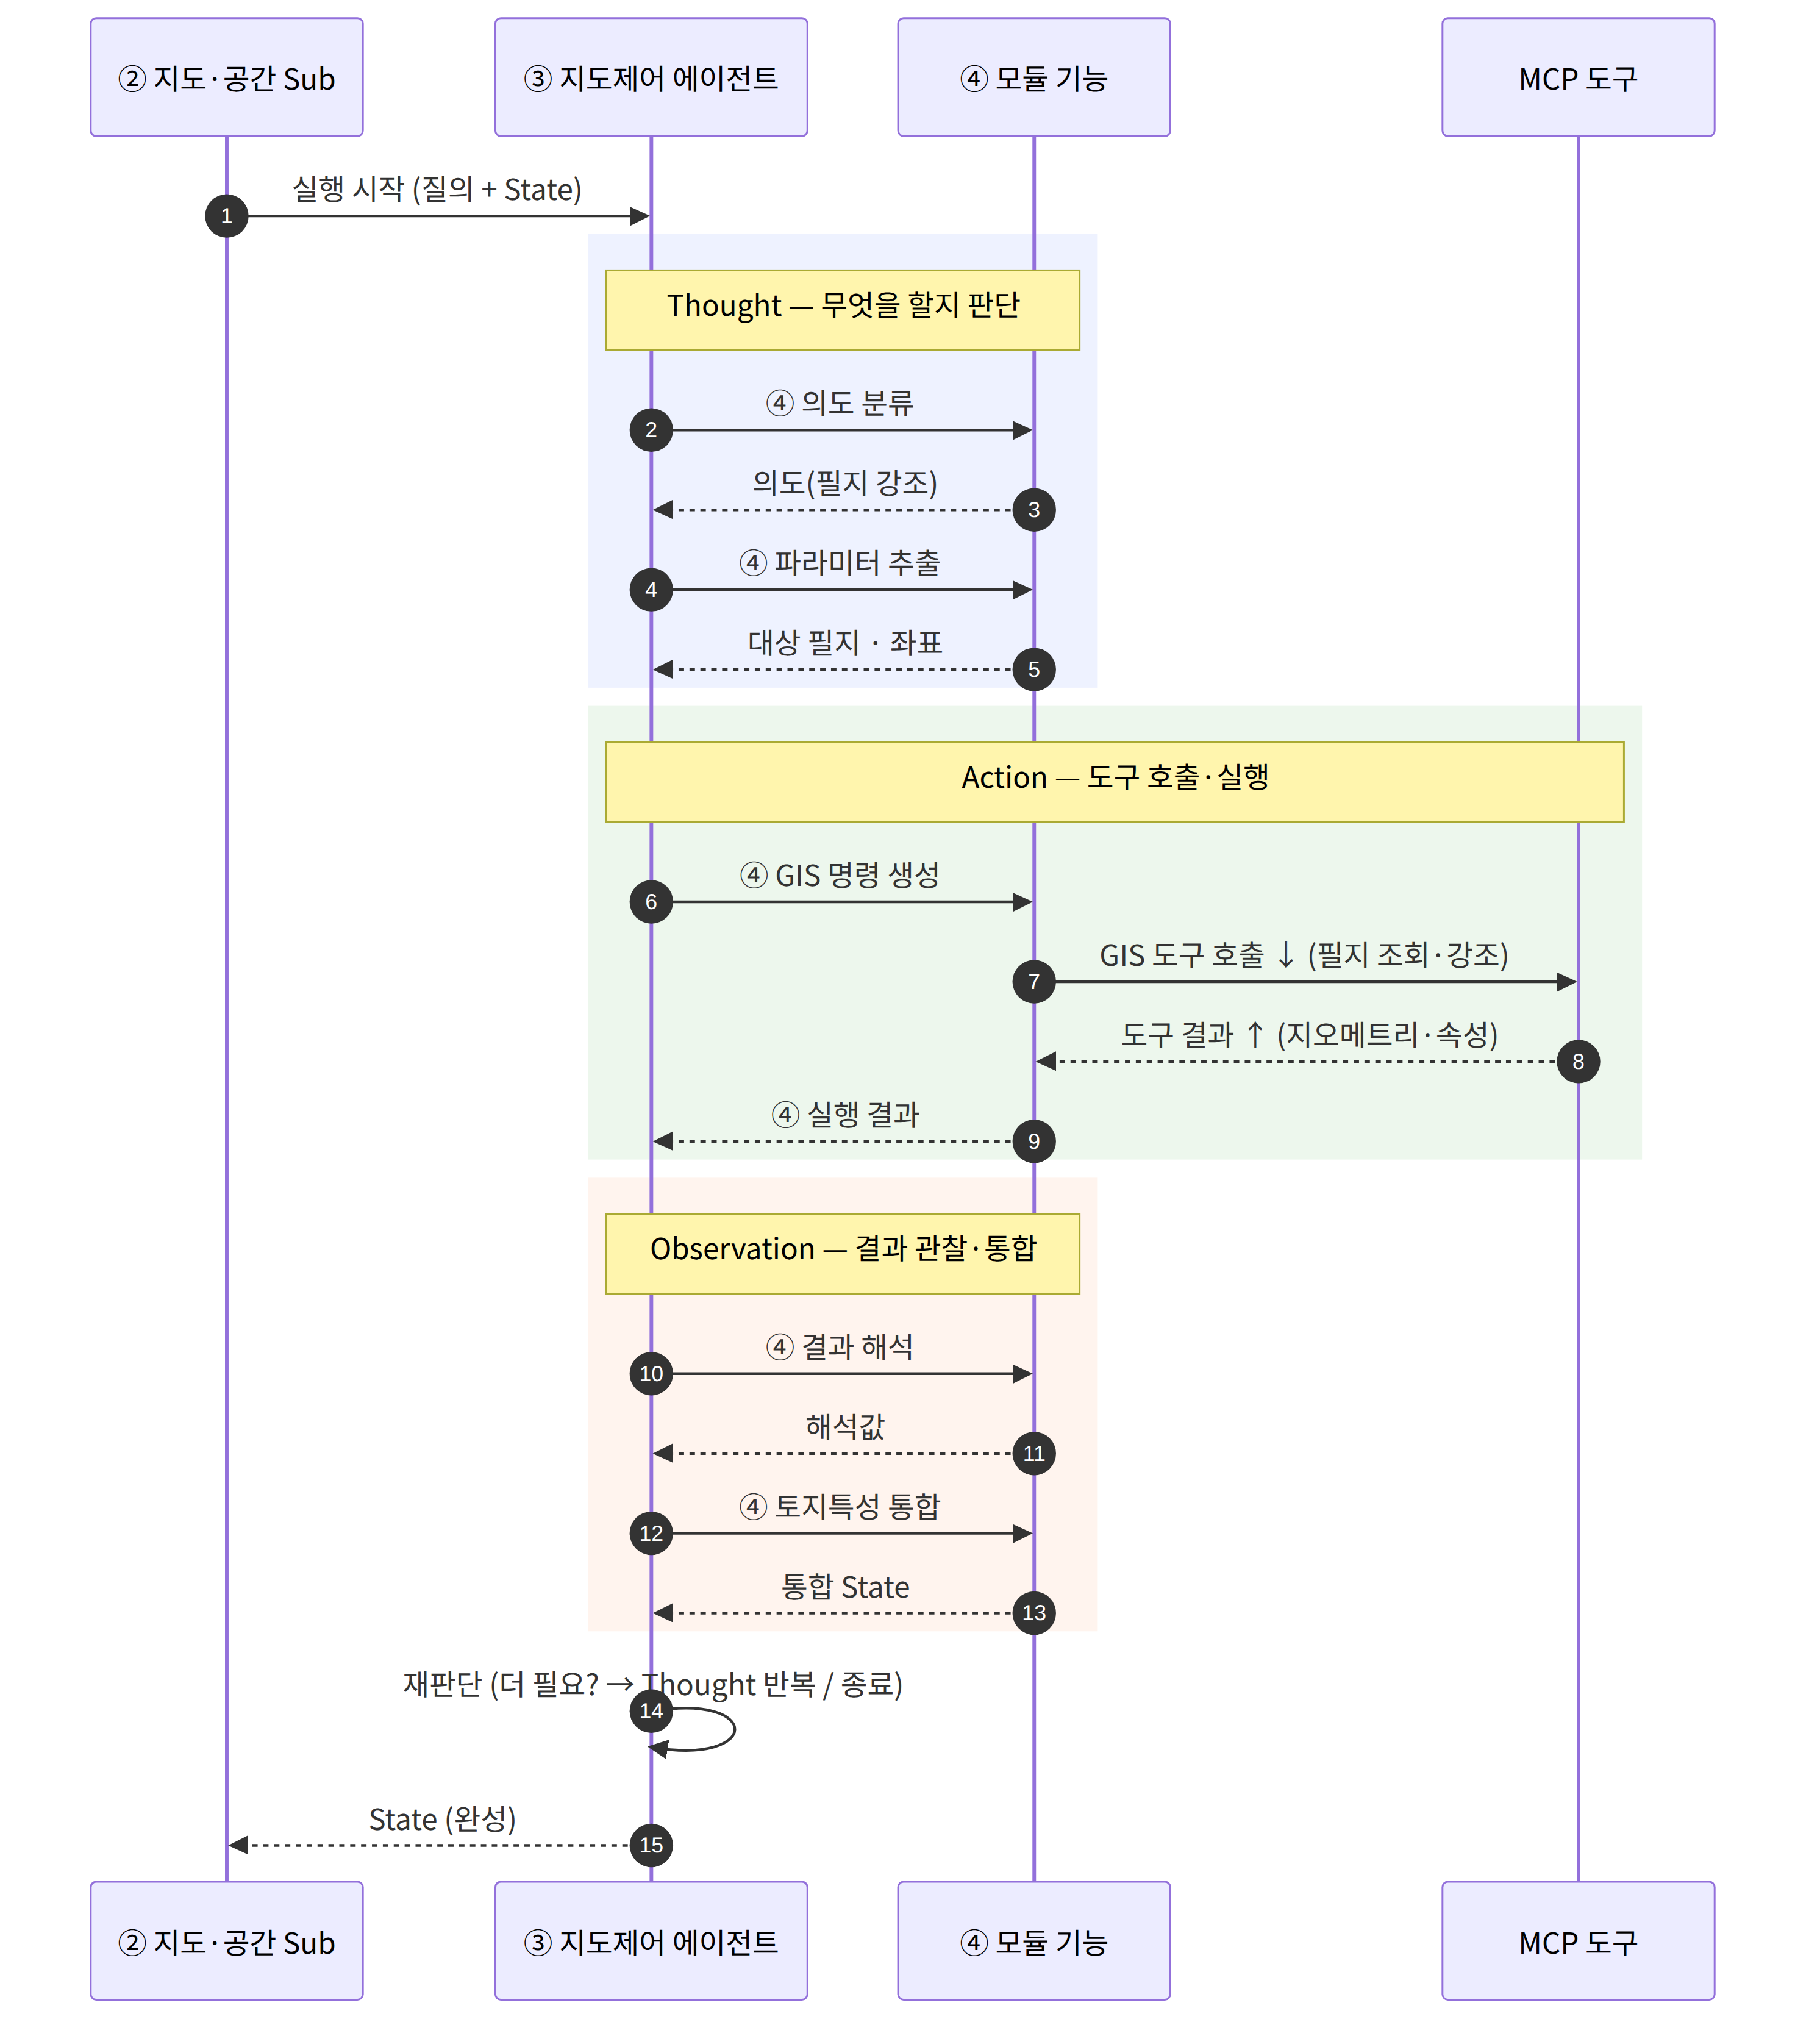 ② 지도·공간 Sub
③ 지도제어 에이전트
④ 모듈 기능
MCP 도구
실행 시작 (질의 + State)
1
Thought — 무엇을 할지 판단
④ 의도 분류
2
의도(필지 강조)
3
④ 파라미터 추출
4
대상 필지 · 좌표
5
Action — 도구 호출·실행
④ GIS 명령 생성
6
GIS 도구 호출 ↓ (필지 조회·강조)
7
도구 결과 ↑ (지오메트리·속성)
8
④ 실행 결과
9
Observation — 결과 관찰·통합
④ 결과 해석
10
해석값
11
④ 토지특성 통합
12
통합 State
13
재판단 (더 필요? → Thought 반복 / 종료)
14
State (완성)
15
② 지도·공간 Sub
③ 지도제어 에이전트
④ 모듈 기능
MCP 도구